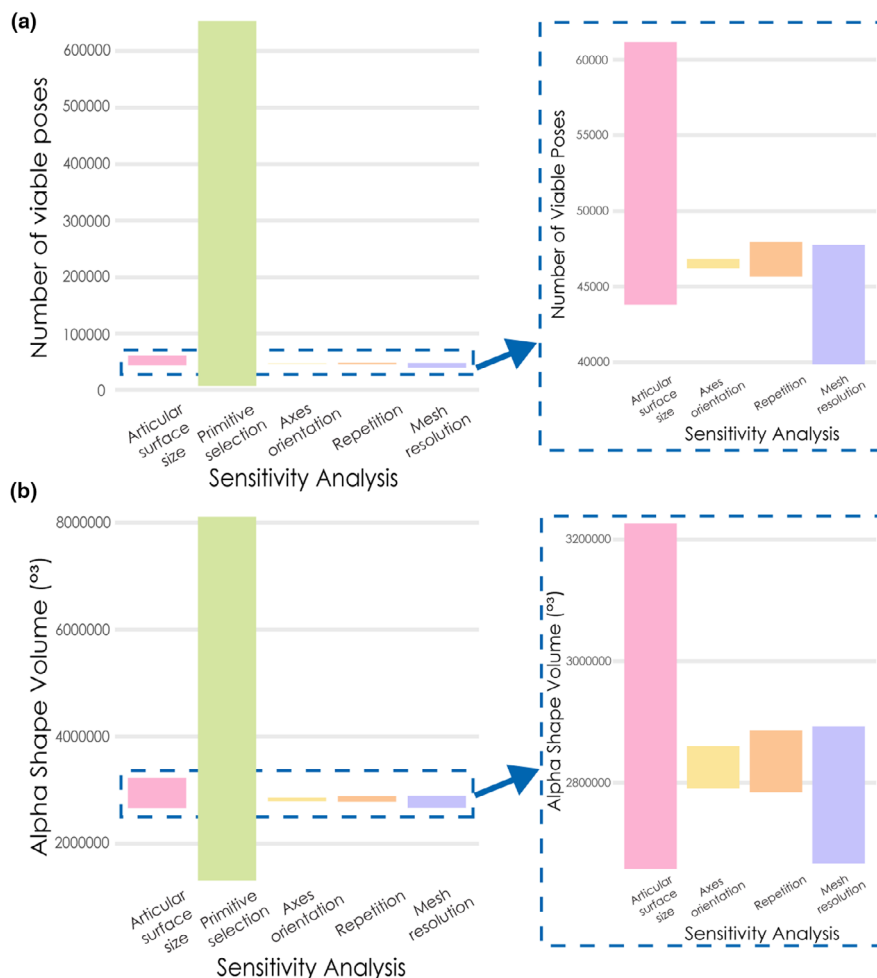 (a)
Number of viable poses
600000
500000
400000
300000
200000
100000
0
Articular
surface
size
Primitive
selection
Axes
orientation
Repetition
Mesh
resolution
Sensitivity Analysis
Number of Viable Poses
60000
55000
50000
45000
40000
Articular
surface
size
Axes
orientation
Repetition
Mesh
resolution
Sensitivity Analysis
(b)
Alpha Shape Volume (°³)
8000000
6000000
4000000
2000000
Articular
surface
size
Primitive
selection
Axes
orientation
Repetition
Mesh
resolution
Sensitivity Analysis
Alpha Shape Volume (°³)
3200000
3000000
2800000
Articular
surface
size
Axes
orientation
Repetition
Mesh
resolution
Sensitivity Analysis